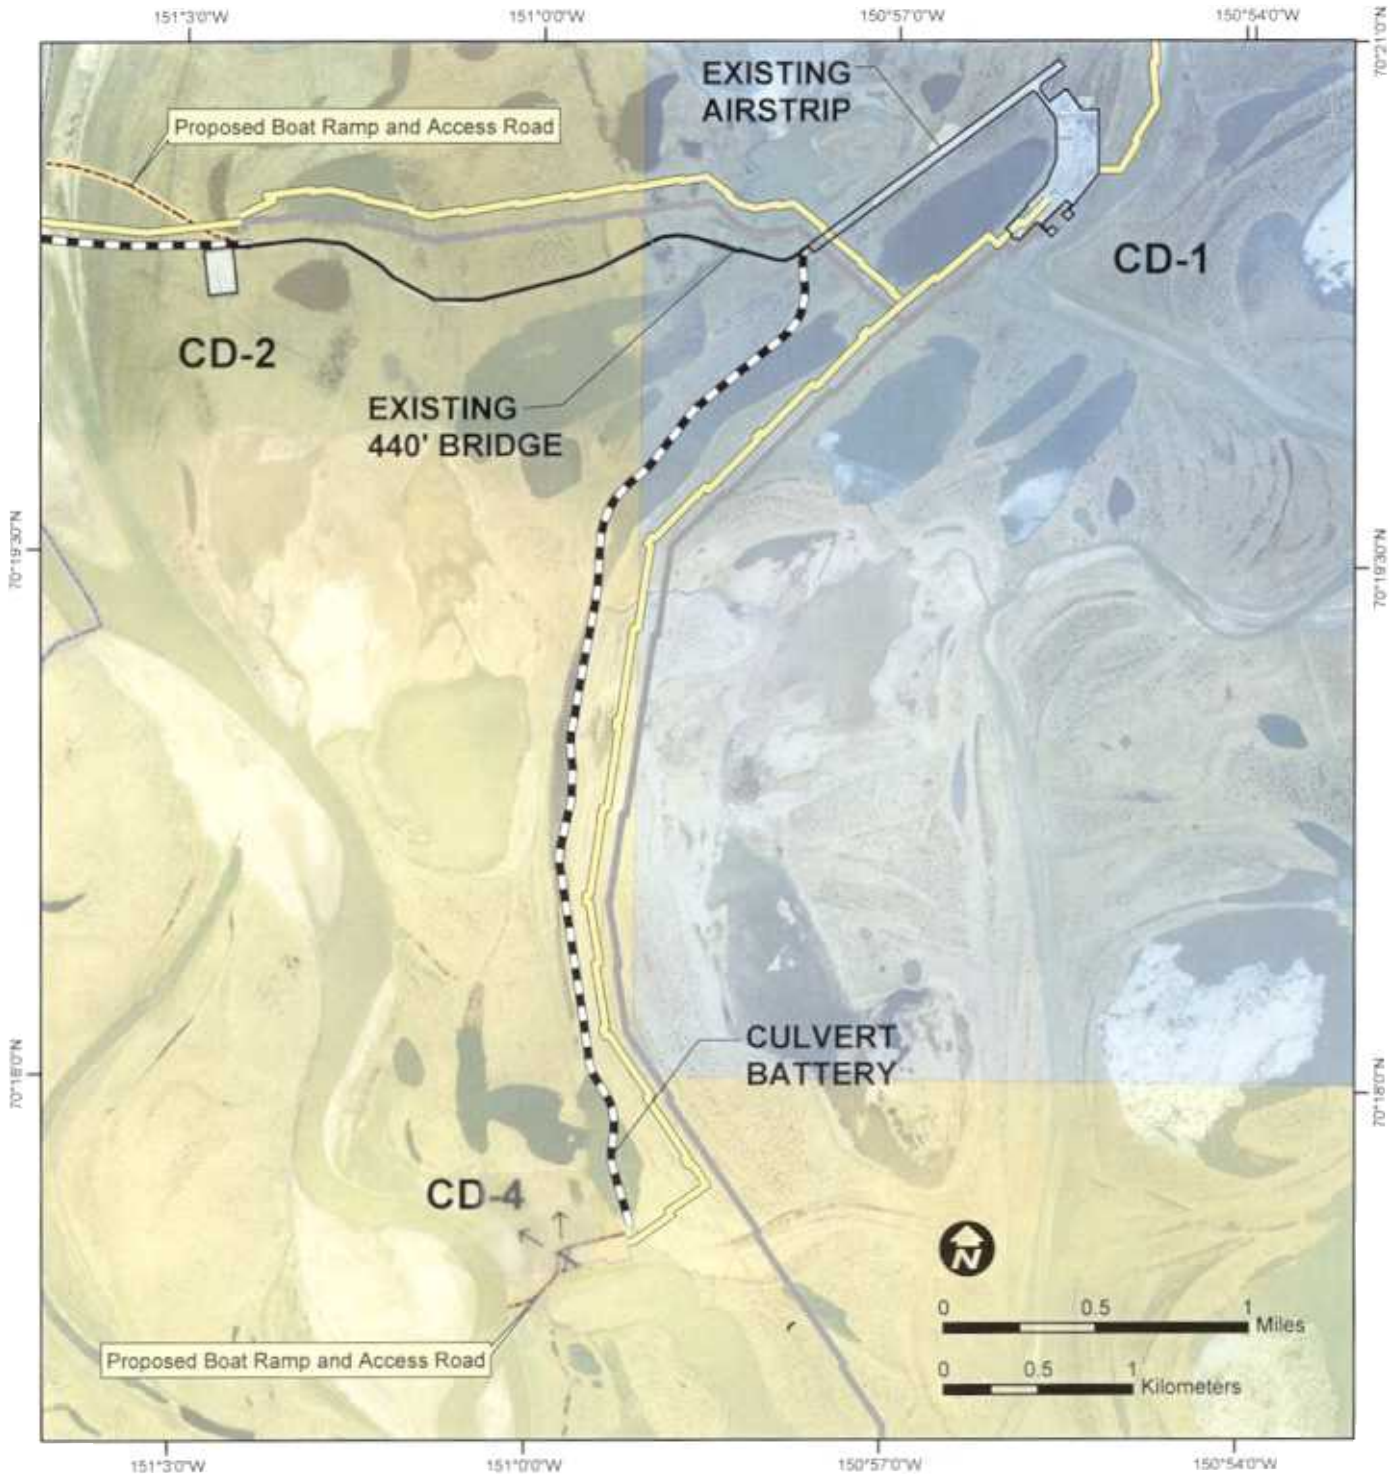 151°3'0"W
151°0'0"W
150°57'0"W
150°54'0"W
70°21'0"N
EXISTING
AIRSTRIP
Proposed Boat Ramp and Access Road
CD-1
CD-2
EXISTING
440' BRIDGE
70°19'30"N
70°19'30"N
CULVERT
BATTERY
70°18'0"N
70°18'0"N
CD-4
N
0 0.5 1
Miles
Proposed Boat Ramp and Access Road
0 0.5 1
Kilometers
151°3'0"W
151°0'0"W
150°57'0"W
150°54'0"W